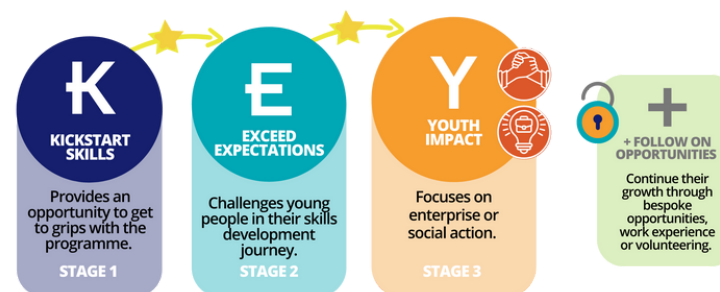 K
KICKSTART
SKILLS
Provides an
opportunity to get
to grips with the
programme.
STAGE 1
E
EXCEED
EXPECTATIONS
Challenges young
people in their skills
development
journey.
STAGE 2
Y
YOUTH
IMPACT
Focuses on
enterprise or
social action.
STAGE 3
+
+ FOLLOW ON
OPPORTUNITIES
Continue their
growth through
bespoke
opportunities,
work experience
or volunteering.